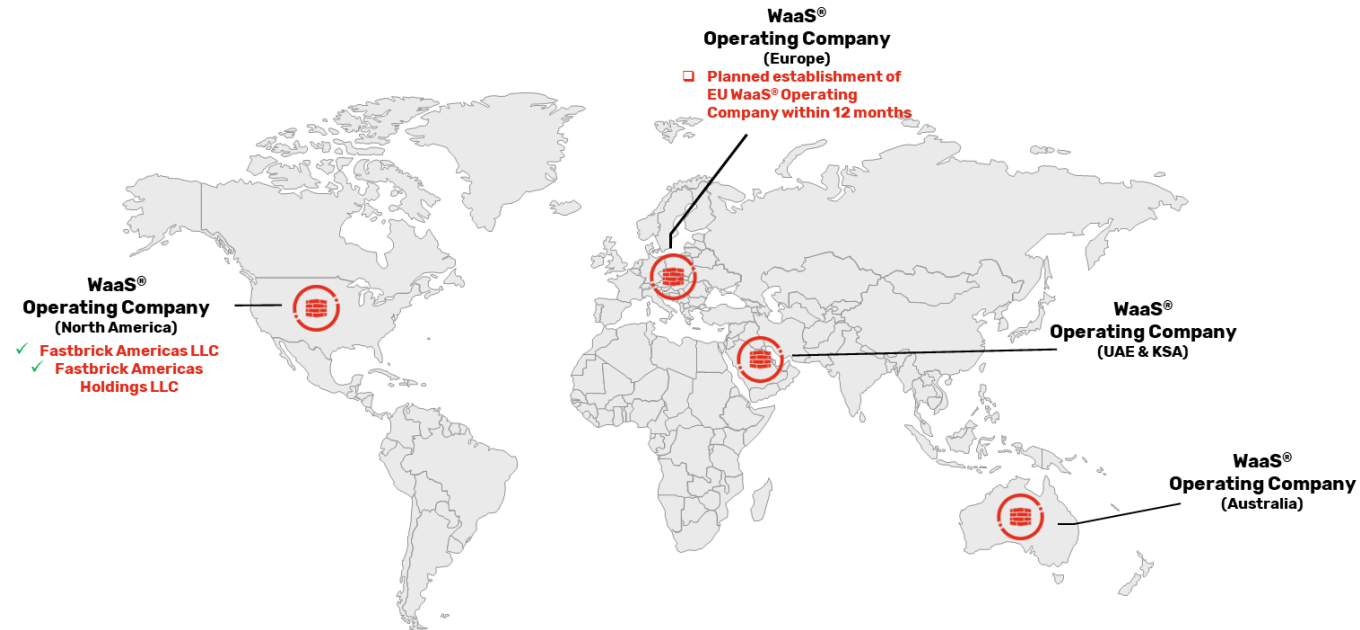 WaaS®
Operating Company
(Europe)
❑ Planned establishment of
EU WaaS® Operating
Company within 12 months
WaaS®
Operating Company
(North America)
✓ Fastbrick Americas LLC
✓ Fastbrick Americas
Holdings LLC
WaaS®
Operating Company
(UAE & KSA)
WaaS®
Operating Company
(Australia)